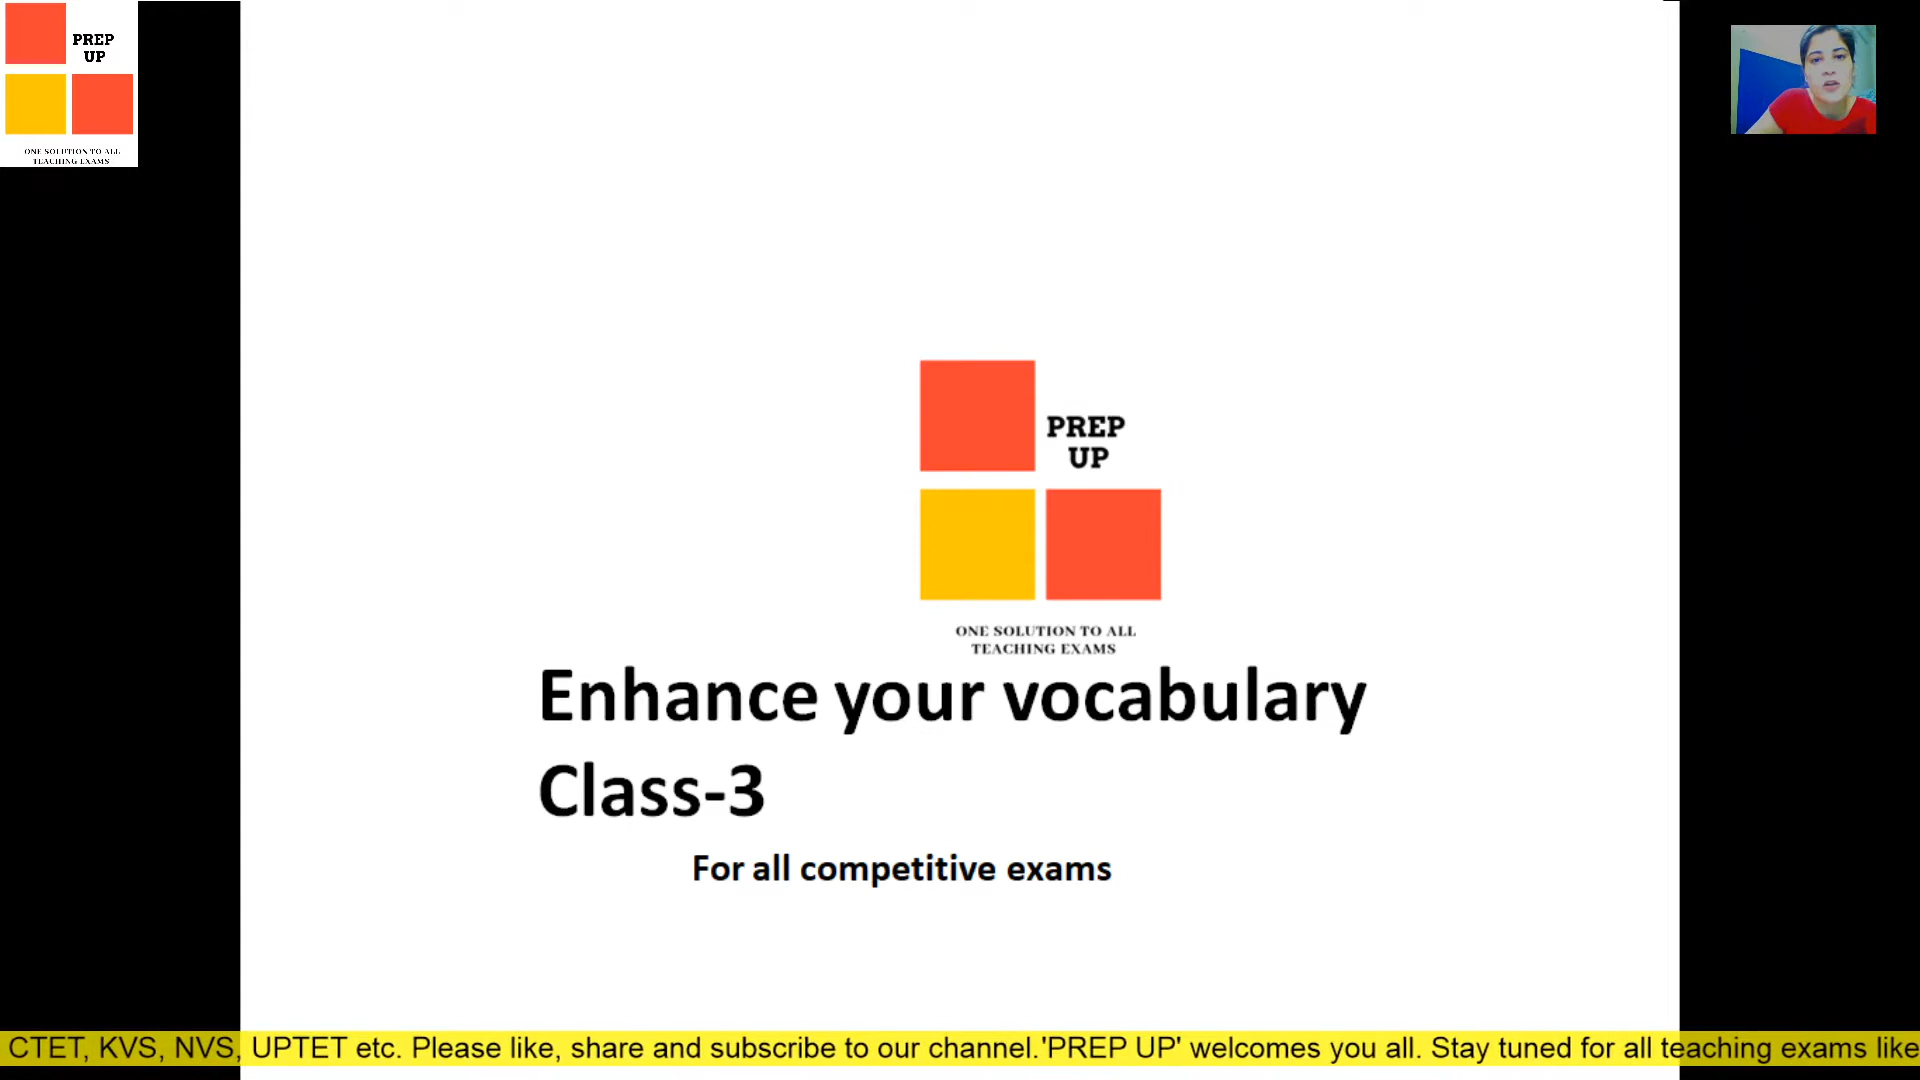 PREP
UP
ONE SOLUTION TO ALL
TEACHING EXAMS
PREP
UP
ONE SOLUTION TO ALL
TEACHING EXAMS
Enhance your vocabulary
Class-3
For all competitive exams
CTET, KVS, NVS, UPTET etc. Please like, share and subscribe to our channel.'PREP UP' welcomes you all. Stay tuned for all teaching exams like